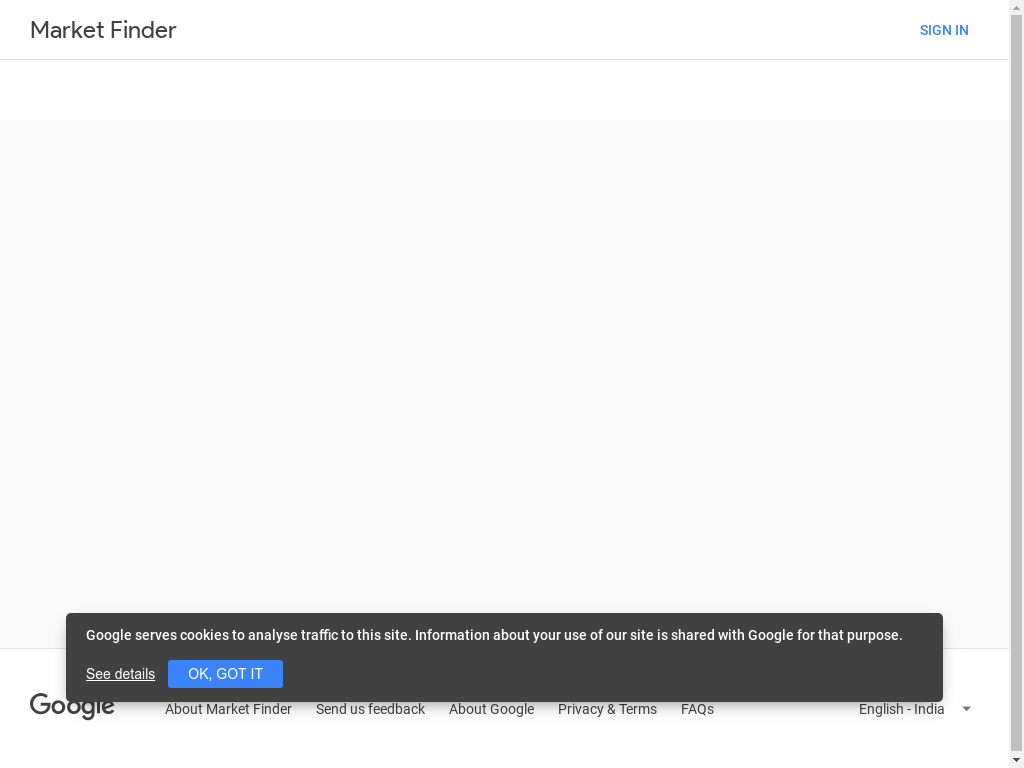 Market Finder
SIGN IN
Google serves cookies to analyse traffic to this site. Information about your use of our site is shared with Google for that purpose.
See details
OK, GOT IT
Google
About Market Finder
Send us feedback
About Google
Privacy & Terms
FAQs
English - India